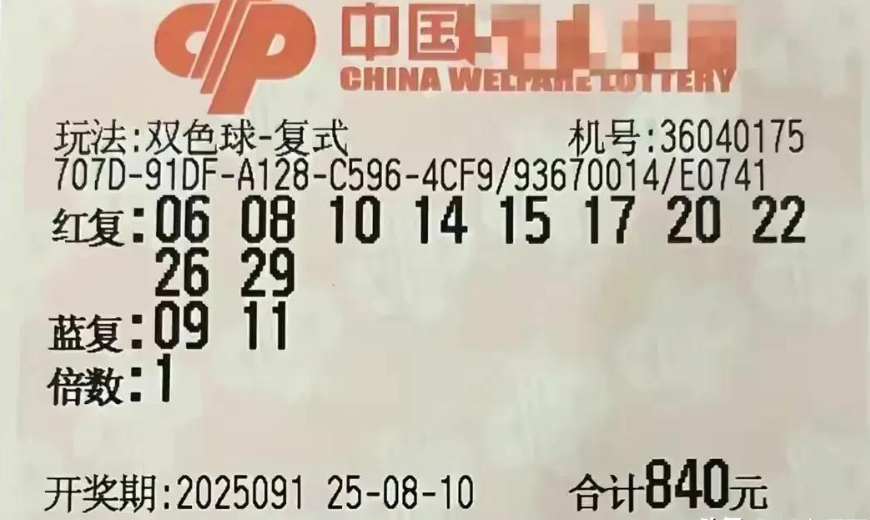 中国
CHINA WELFARE LOTTERY
玩法:双色球-复式 机号:36040175
707D-91DF-A128-C596-4CF9/93670014/E0741
红复:06 08 10 14 15 17 20 22
26 29
蓝复:09 11
倍数:1
开奖期:2025091 25-08-10 合计840元